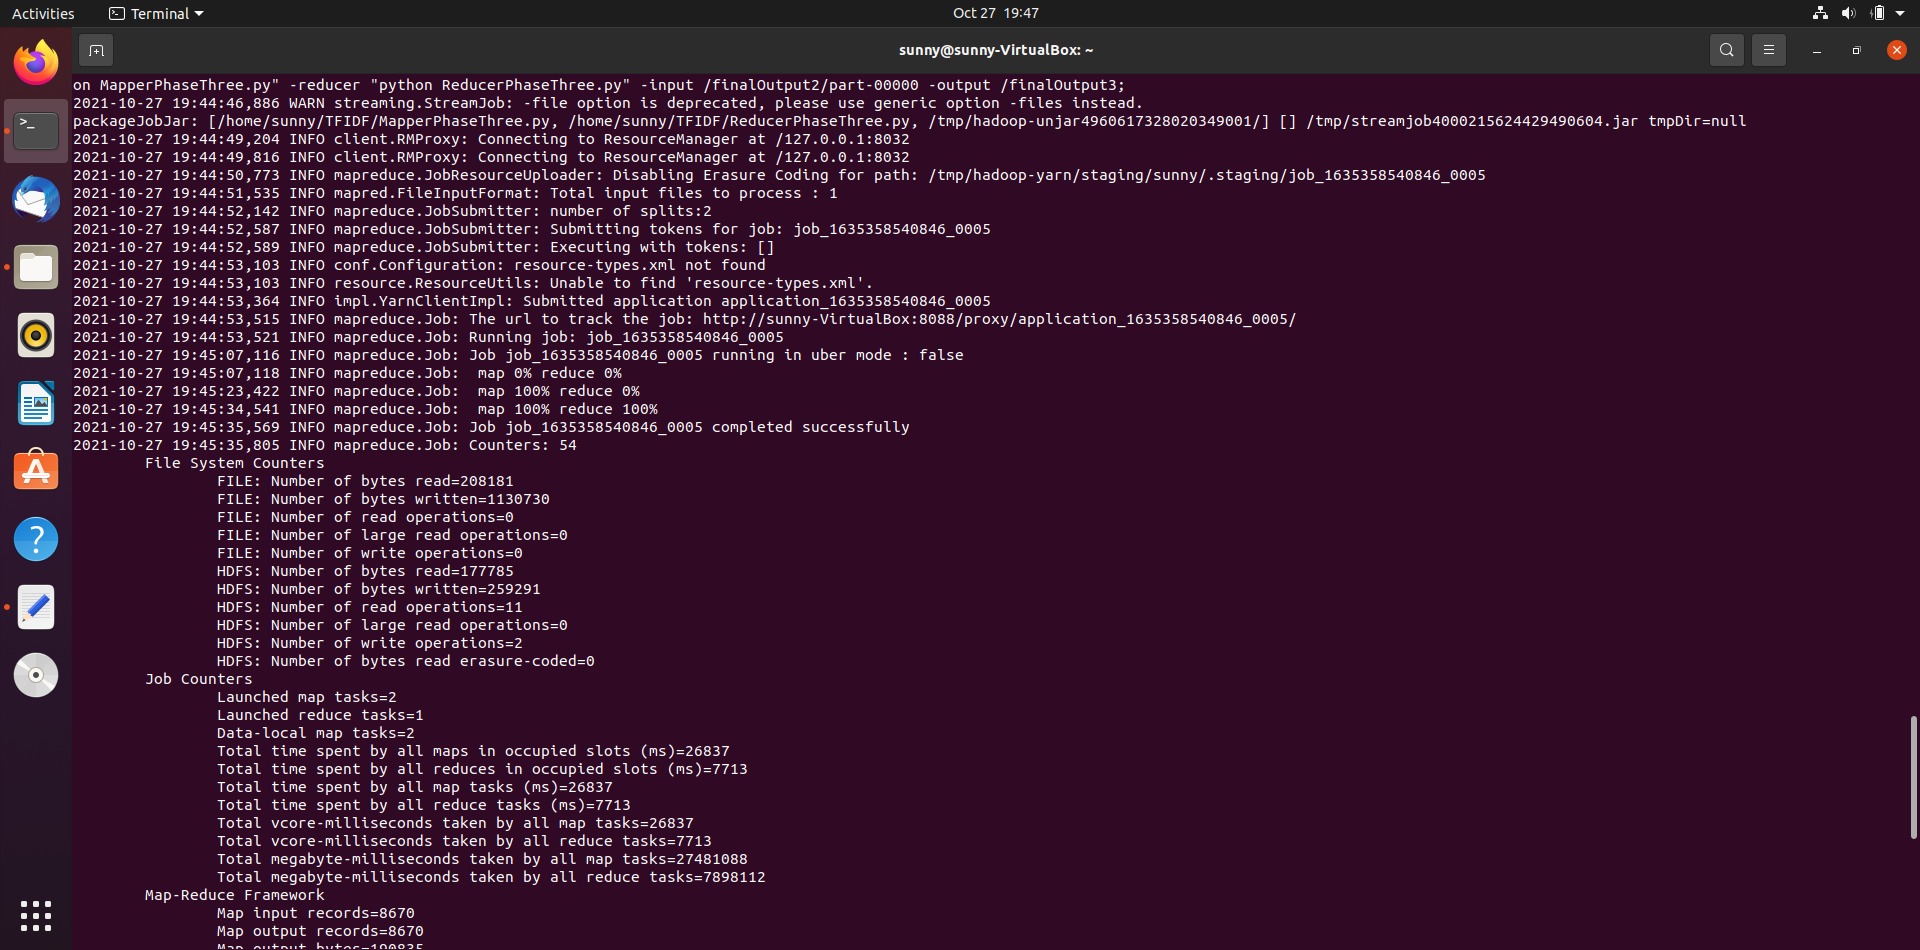 Activities
Terminal
Oct 27 19:47
sunny@sunny-VirtualBox: ~
on MapperPhaseThree.py" -reducer "python ReducerPhaseThree.py" -input /finalOutput2/part-00000 -output /finalOutput3;
2021-10-27 19:44:46,886 WARN streaming.StreamJob: -file option is deprecated, please use generic option -files instead.
packageJobJar: [/home/sunny/TFIDF/MapperPhaseThree.py, /home/sunny/TFIDF/ReducerPhaseThree.py, /tmp/hadoop-unjar4960617328020349001/] [] /tmp/streamjob4000215624429490604.jar tmpDir=null
2021-10-27 19:44:49,204 INFO client.RMProxy: Connecting to ResourceManager at /127.0.0.1:8032
2021-10-27 19:44:49,816 INFO client.RMProxy: Connecting to ResourceManager at /127.0.0.1:8032
2021-10-27 19:44:50,773 INFO mapreduce.JobResourceUploader: Disabling Erasure Coding for path: /tmp/hadoop-yarn/staging/sunny/.staging/job_1635358540846_0005
2021-10-27 19:44:51,535 INFO mapred.FileInputFormat: Total input files to process : 1
2021-10-27 19:44:52,142 INFO mapreduce.JobSubmitter: number of splits:2
2021-10-27 19:44:52,587 INFO mapreduce.JobSubmitter: Submitting tokens for job: job_1635358540846_0005
2021-10-27 19:44:52,589 INFO mapreduce.JobSubmitter: Executing with tokens: []
2021-10-27 19:44:53,103 INFO conf.Configuration: resource-types.xml not found
2021-10-27 19:44:53,103 INFO resource.ResourceUtils: Unable to find 'resource-types.xml'.
2021-10-27 19:44:53,364 INFO impl.YarnClientImpl: Submitted application application_1635358540846_0005
2021-10-27 19:44:53,515 INFO mapreduce.Job: The url to track the job: http://sunny-VirtualBox:8088/proxy/application_1635358540846_0005/
2021-10-27 19:44:53,521 INFO mapreduce.Job: Running job: job_1635358540846_0005
2021-10-27 19:45:07,116 INFO mapreduce.Job: Job job_1635358540846_0005 running in uber mode : false
2021-10-27 19:45:07,118 INFO mapreduce.Job:  map 0% reduce 0%
2021-10-27 19:45:23,422 INFO mapreduce.Job:  map 100% reduce 0%
2021-10-27 19:45:34,541 INFO mapreduce.Job:  map 100% reduce 100%
2021-10-27 19:45:35,569 INFO mapreduce.Job: Job job_1635358540846_0005 completed successfully
2021-10-27 19:45:35,805 INFO mapreduce.Job: Counters: 54
File System Counters
FILE: Number of bytes read=208181
FILE: Number of bytes written=1130730
FILE: Number of read operations=0
FILE: Number of large read operations=0
FILE: Number of write operations=0
HDFS: Number of bytes read=177785
HDFS: Number of bytes written=259291
HDFS: Number of read operations=11
HDFS: Number of large read operations=0
HDFS: Number of write operations=2
HDFS: Number of bytes read erasure-coded=0
Job Counters
Launched map tasks=2
Launched reduce tasks=1
Data-local map tasks=2
Total time spent by all maps in occupied slots (ms)=26837
Total time spent by all reduces in occupied slots (ms)=7713
Total time spent by all map tasks (ms)=26837
Total time spent by all reduce tasks (ms)=7713
Total vcore-milliseconds taken by all map tasks=26837
Total vcore-milliseconds taken by all reduce tasks=7713
Total megabyte-milliseconds taken by all map tasks=27481088
Total megabyte-milliseconds taken by all reduce tasks=7898112
Map-Reduce Framework
Map input records=8670
Map output records=8670
Map output bytes=190835